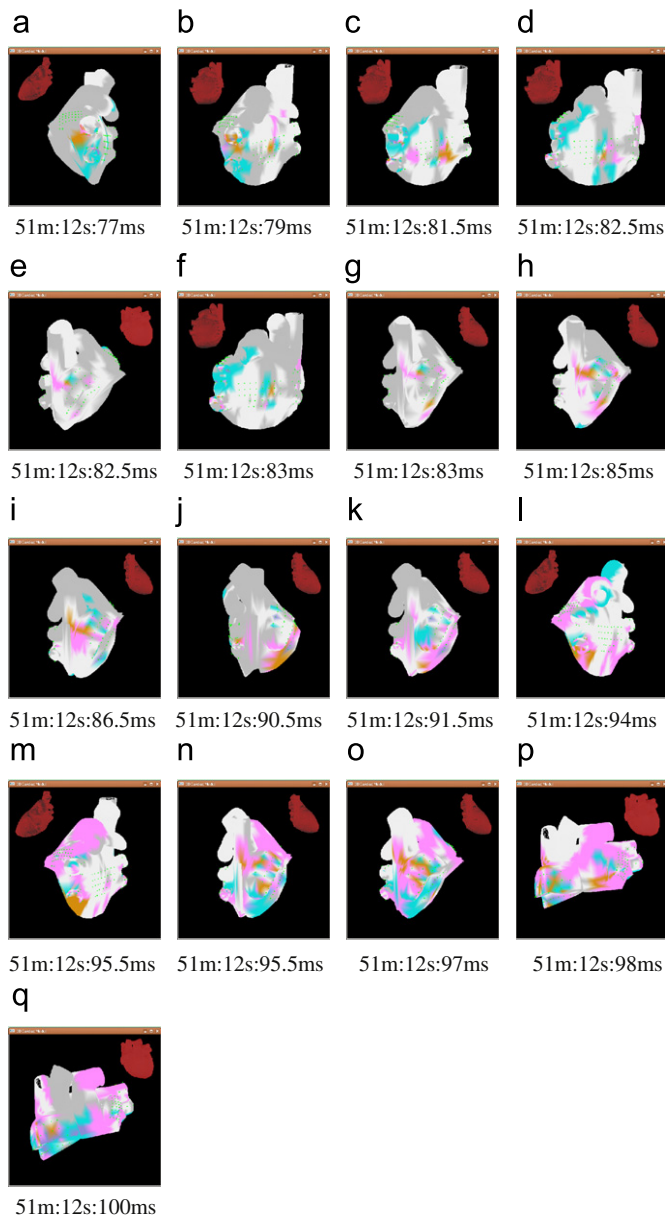 a b c d
51m:12s:77ms 51m:12s:79ms 51m:12s:81.5ms 51m:12s:82.5ms
e f g h
51m:12s:82.5ms 51m:12s:83ms 51m:12s:83ms 51m:12s:85ms
i j k l
51m:12s:86.5ms 51m:12s:90.5ms 51m:12s:91.5ms 51m:12s:94ms
m n o p
51m:12s:95.5ms 51m:12s:95.5ms 51m:12s:97ms 51m:12s:98ms
q
51m:12s:100ms